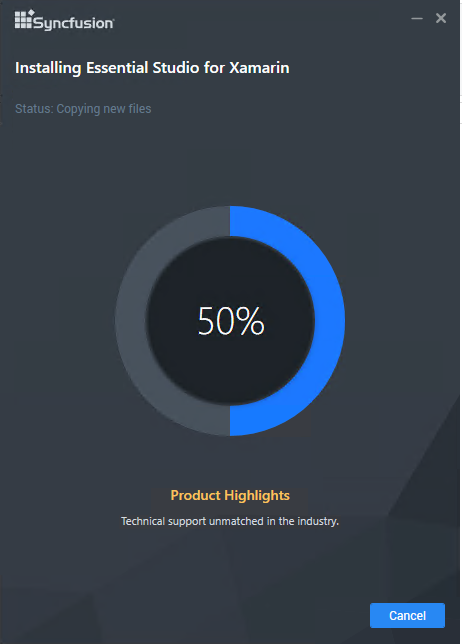 Syncfusion
Installing Essential Studio for Xamarin
Status: Copying new files
50%
Product Highlights
Technical support unmatched in the industry.
Cancel